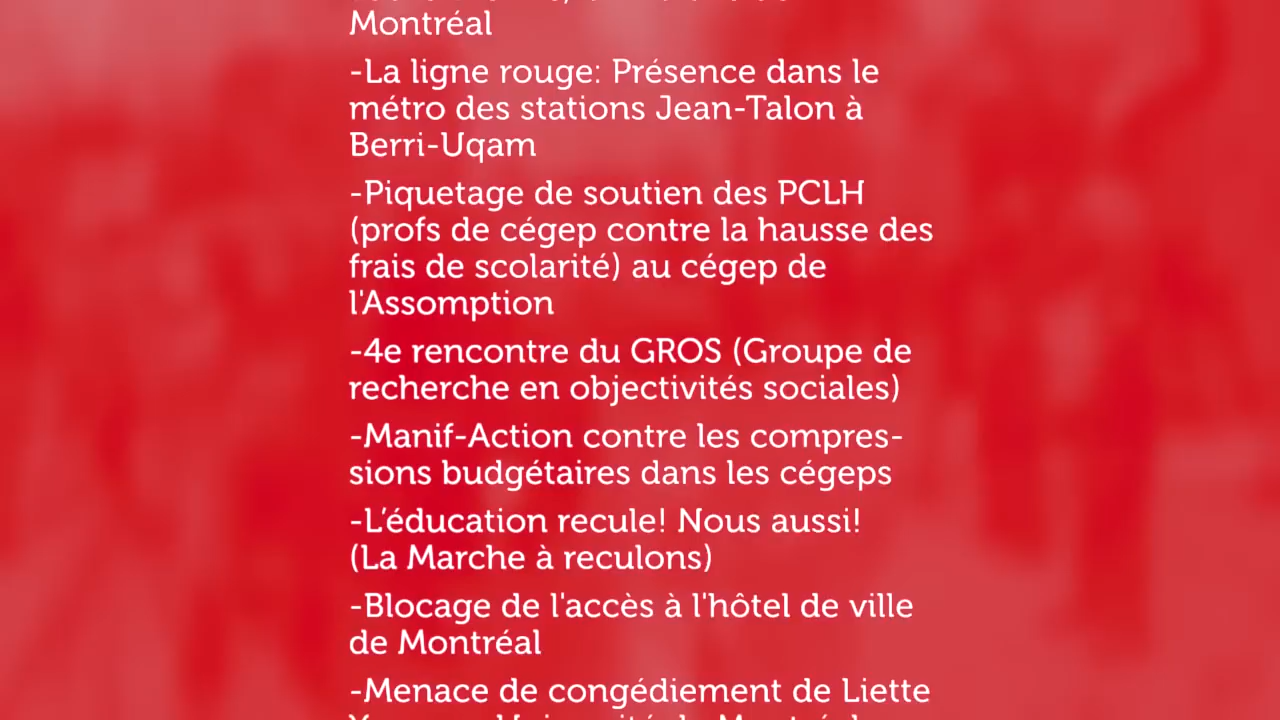 Montréal
-La ligne rouge: Présence dans le
métro des stations Jean-Talon à
Berri-Uqam
-Piquetage de soutien des PCLH
(profs de cégep contre la hausse des
frais de scolarité) au cégep de
l'Assomption
-4e rencontre du GROS (Groupe de
recherche en objectivités sociales)
-Manif-Action contre les compres-
sions budgétaires dans les cégeps
-L’éducation recule! Nous aussi!
(La Marche à reculons)
-Blocage de l'accès à l'hôtel de ville
de Montréal
-Menace de congédiement de Liette